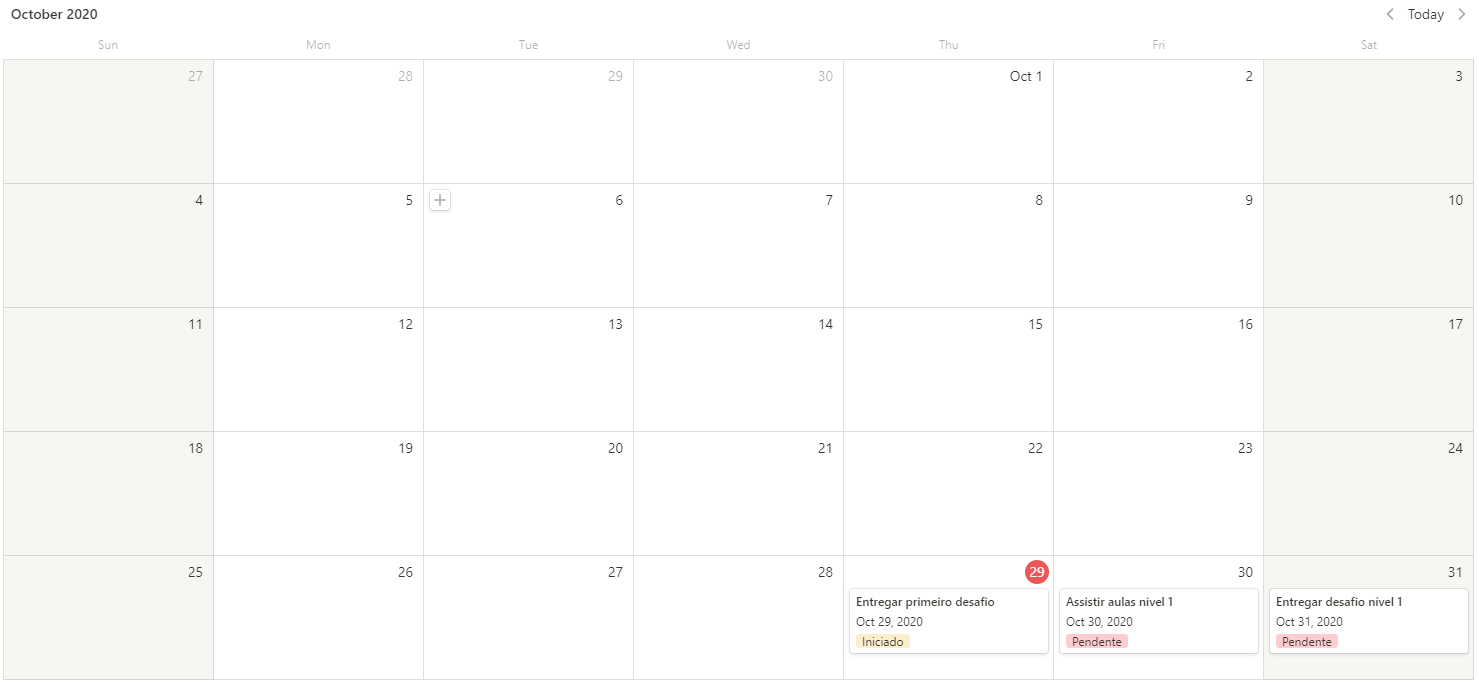 October 2020
Today
Sun Mon Tue Wed Thu Fri Sat
27 28 29 30 Oct 1 2 3
4 5 6 7 8 9 10
11 12 13 14 15 16 17
18 19 20 21 22 23 24
25 26 27 28 29 30 31
Entregar primeiro desafio
Oct 29, 2020
Iniciado
Assistir aulas nivel 1
Oct 30, 2020
Pendente
Entregar desafio nível 1
Oct 31, 2020
Pendente